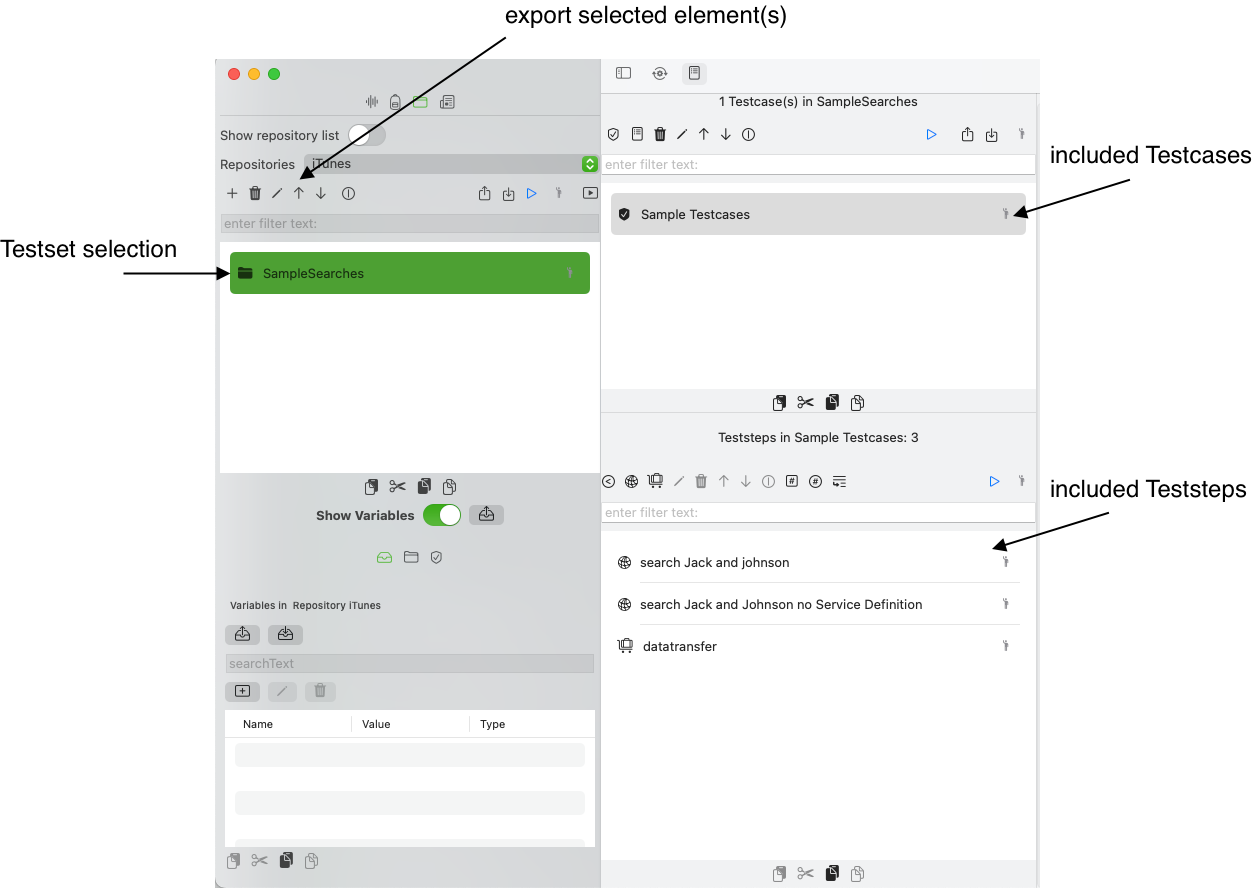 export selected element(s)
Show repository list
Repositories iTunes
enter filter text:
Testset selection
SampleSearches
Show Variables
Variables in Repository iTunes
searchText
Name Value Type
1 Testcase(s) in SampleSearches
enter filter text:
included Testcases
Sample Testcases
Teststeps in Sample Testcases: 3
enter filter text:
included Teststeps
search Jack and johnson
search Jack and Johnson no Service Definition
datatransfer